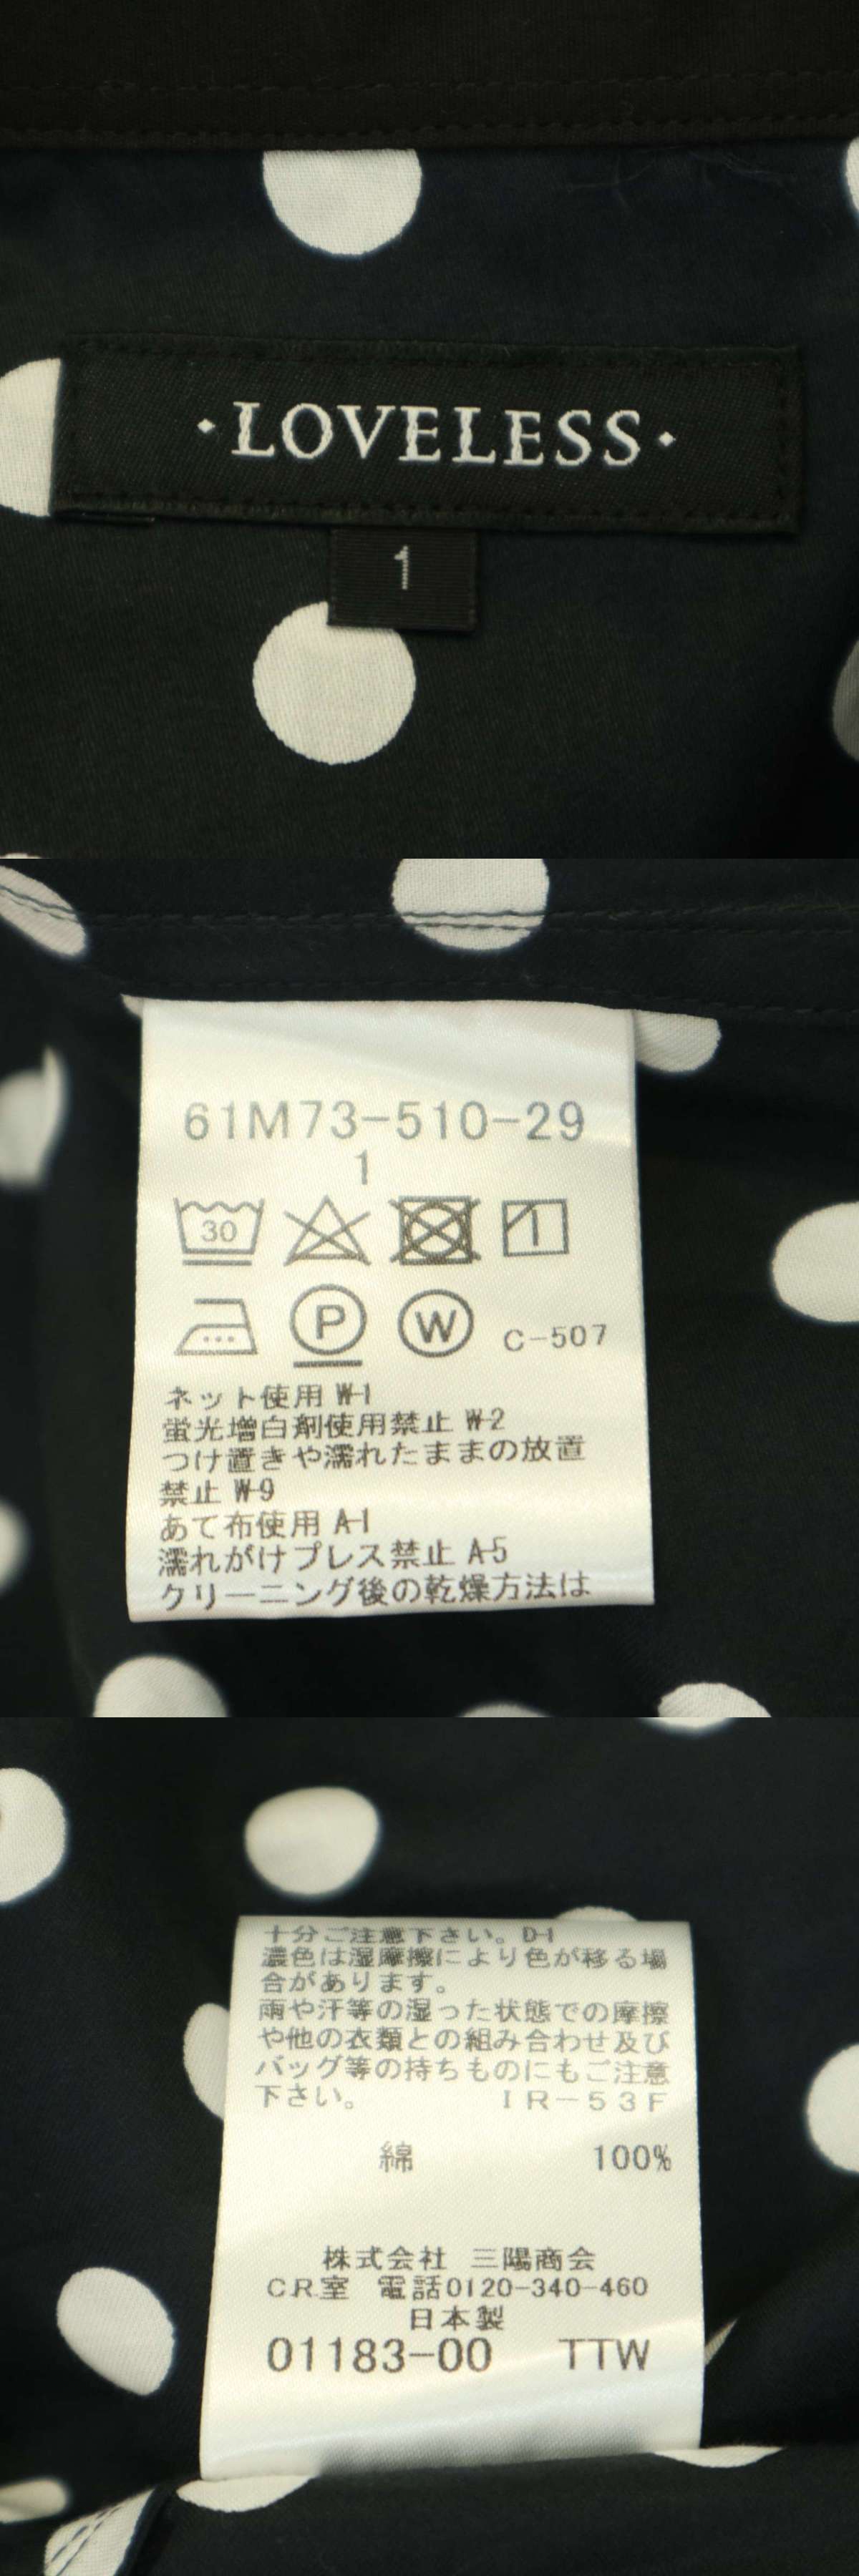 ·LOVELESS·
1
61M73-510-29
1
30
P W C-507
ネット使用 W-1
蛍光増白剤使用禁止 W-2
つけ置きや濡れたままの放置
禁止 W-9
あて布使用 A-1
濡れがけプレス禁止 A-5
クリーニング後の乾燥方法は
十分ご注意下さい。D-1
濃色は湿摩擦により色が移る場
合があります。
雨や汗等の湿った状態での摩擦
や他の衣類との組み合わせ及び
バッグ等の持ちものにもご注意
下さい。 IR-53F
綿 100%
株式会社 三陽商会
C.R.室 電話0120-340-460
日本製
01183-00 TTW